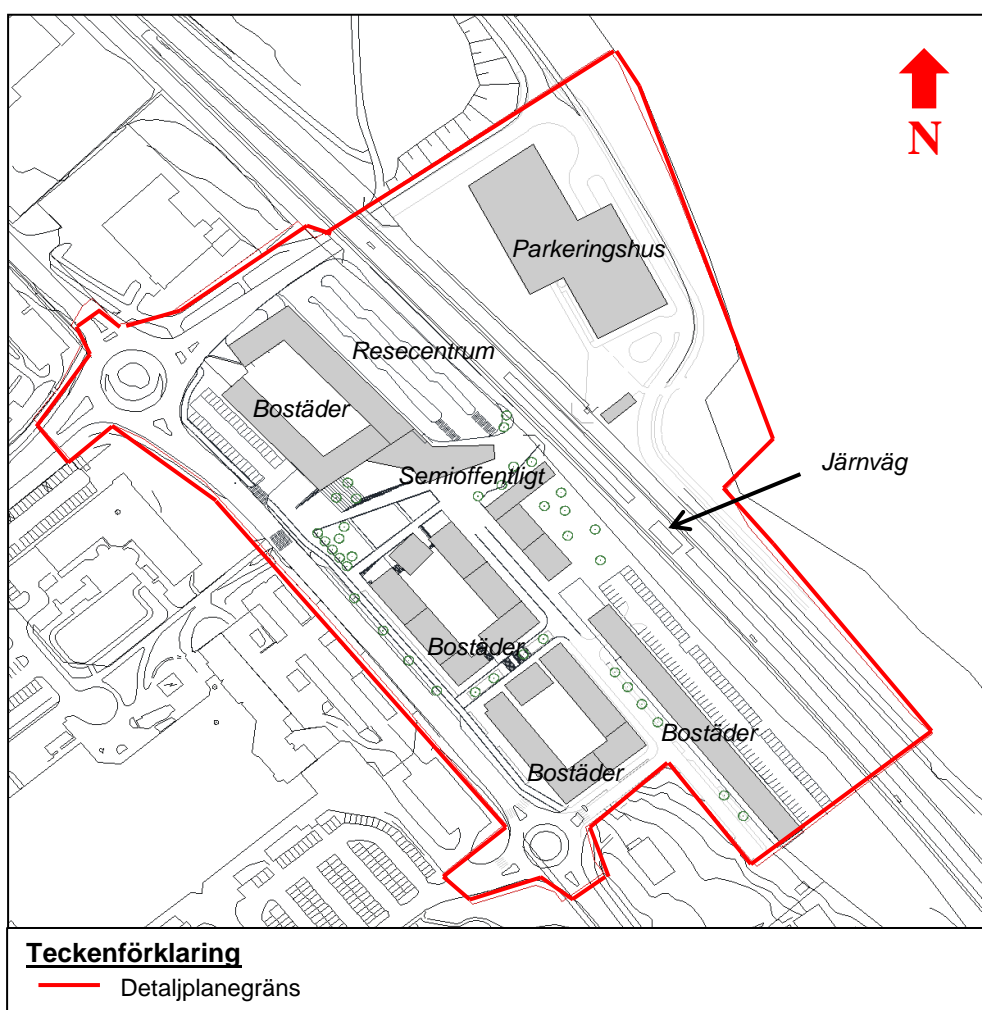 N
Parkeringshus
Resecentrum
Bostäder
Järnväg
Semioffentligt
Bostäder
Bostäder
Bostäder
Teckenförklaring
Detaljplanegräns